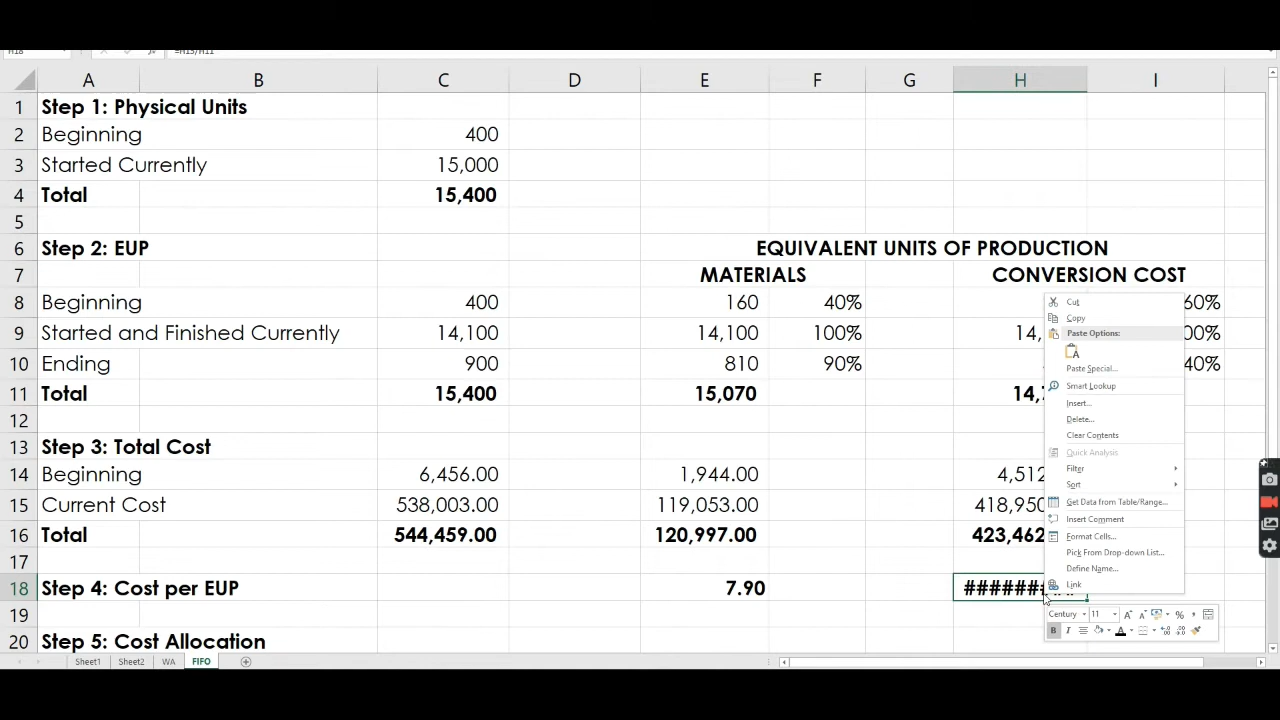 H18 =H15/H11
A B C D E F G H I
1 Step 1: Physical Units
2 Beginning 400
3 Started Currently 15,000
4 Total 15,400
5
6 Step 2: EUP EQUIVALENT UNITS OF PRODUCTION
7 MATERIALS CONVERSION COST
8 Beginning 400 160 40% 60%
9 Started and Finished Currently 14,100 14,100 100% 14, 00%
10 Ending 900 810 90% 40%
11 Total 15,400 15,070 14,7
12
13 Step 3: Total Cost
14 Beginning 6,456.00 1,944.00 4,512
15 Current Cost 538,003.00 119,053.00 418,950
16 Total 544,459.00 120,997.00 423,462
17
18 Step 4: Cost per EUP 7.90 #######
19
20 Step 5: Cost Allocation
Cut
Copy
Paste Options:
Paste Special...
Smart Lookup
Insert...
Delete...
Clear Contents
Quick Analysis
Filter
Sort
Get Data from Table/Range...
Insert Comment
Format Cells...
Pick From Drop-down List...
Define Name...
Link
Century 11 A A % ,
B I A
Sheet1 Sheet2 WA FIFO